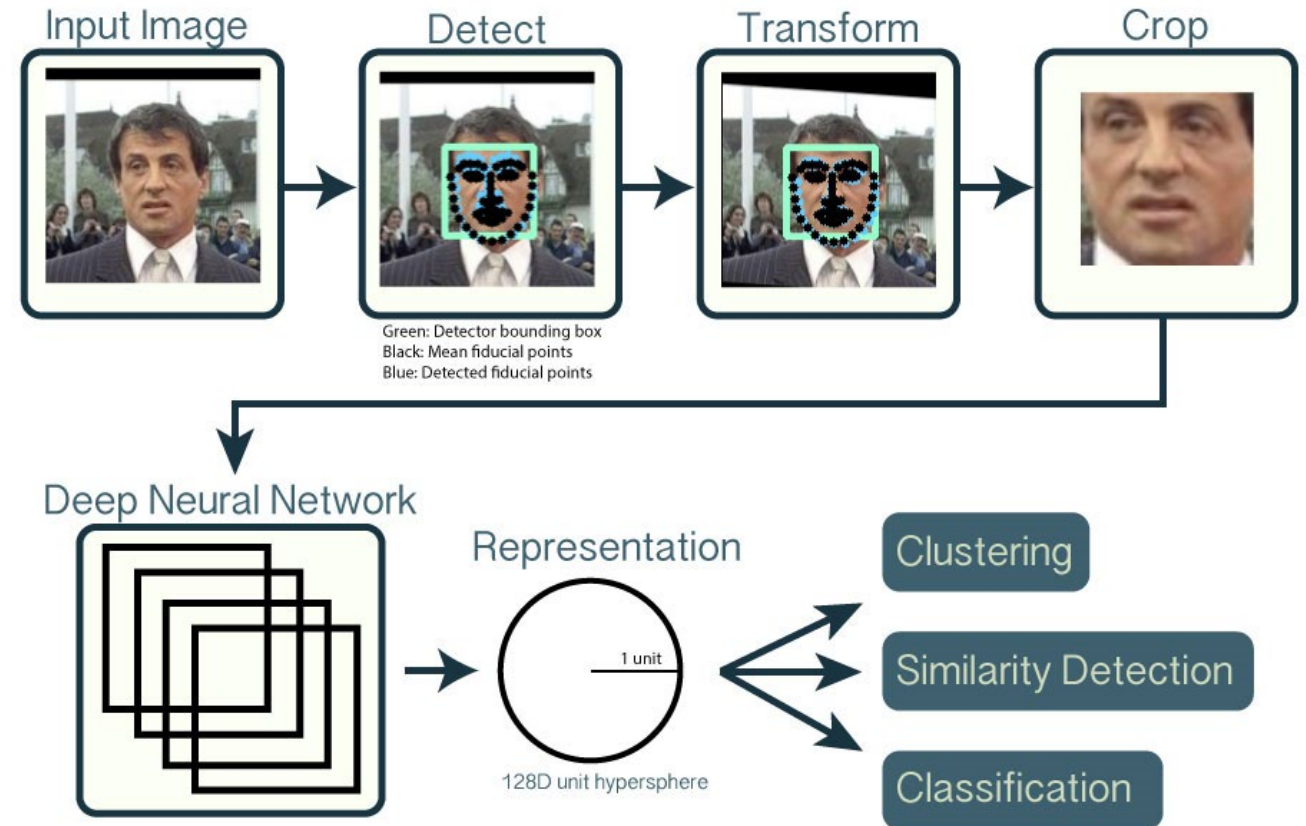 Input Image
Detect
Transform
Crop
Green: Detector bounding box
Black: Mean fiducial points
Blue: Detected fiducial points
Deep Neural Network
Representation
1 unit
128D unit hypersphere
Clustering
Similarity Detection
Classification